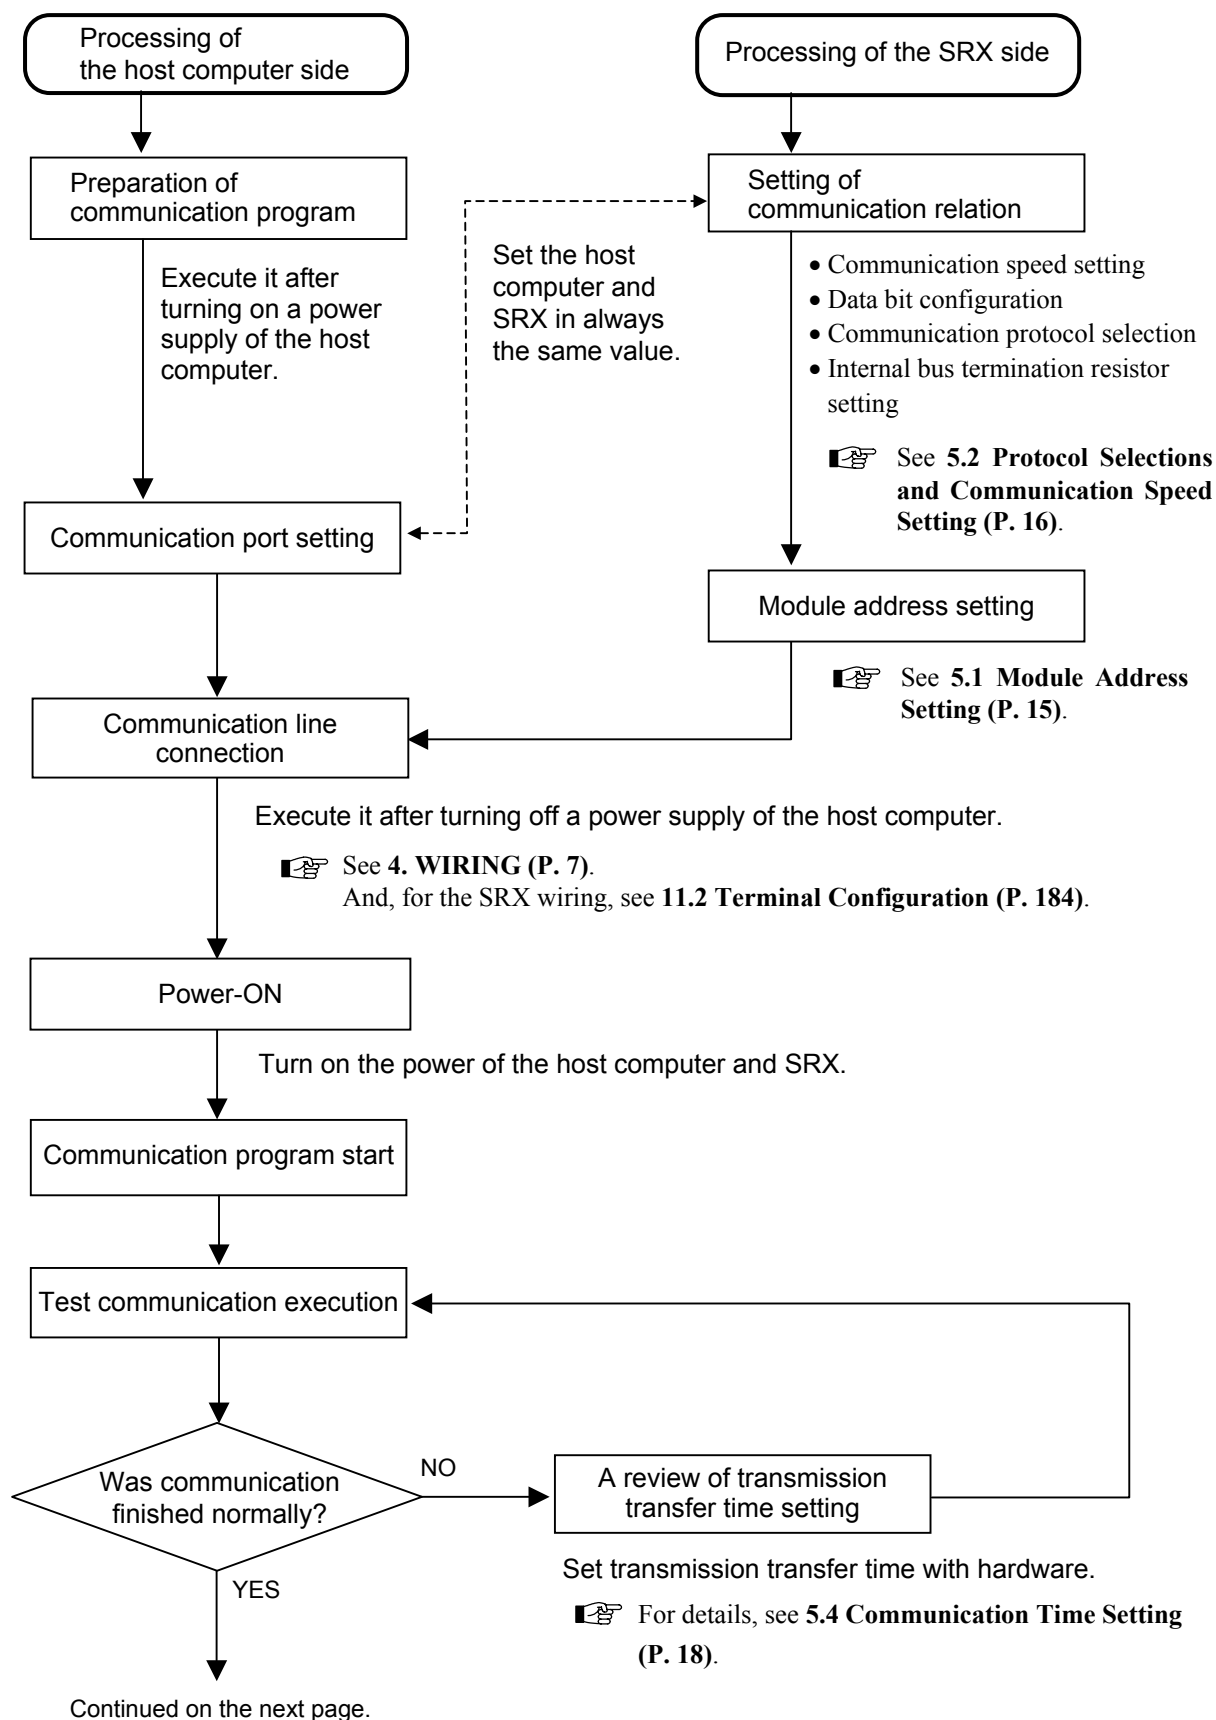 Processing of
the host computer side
Processing of the SRX side
Preparation of
communication program
Setting of
communication relation
Execute it after
turning on a power
supply of the host
computer.
Set the host
computer and
SRX in always
the same value.
• Communication speed setting
• Data bit configuration
• Communication protocol selection
• Internal bus termination resistor
setting
See 5.2 Protocol Selections
and Communication Speed
Setting (P. 16).
Communication port setting
Module address setting
See 5.1 Module Address
Setting (P. 15).
Communication line
connection
Execute it after turning off a power supply of the host computer.
See 4. WIRING (P. 7).
And, for the SRX wiring, see 11.2 Terminal Configuration (P. 184).
Power-ON
Turn on the power of the host computer and SRX.
Communication program start
Test communication execution
Was communication
finished normally?
NO
A review of transmission
transfer time setting
YES
Set transmission transfer time with hardware.
For details, see 5.4 Communication Time Setting
(P. 18).
Continued on the next page.